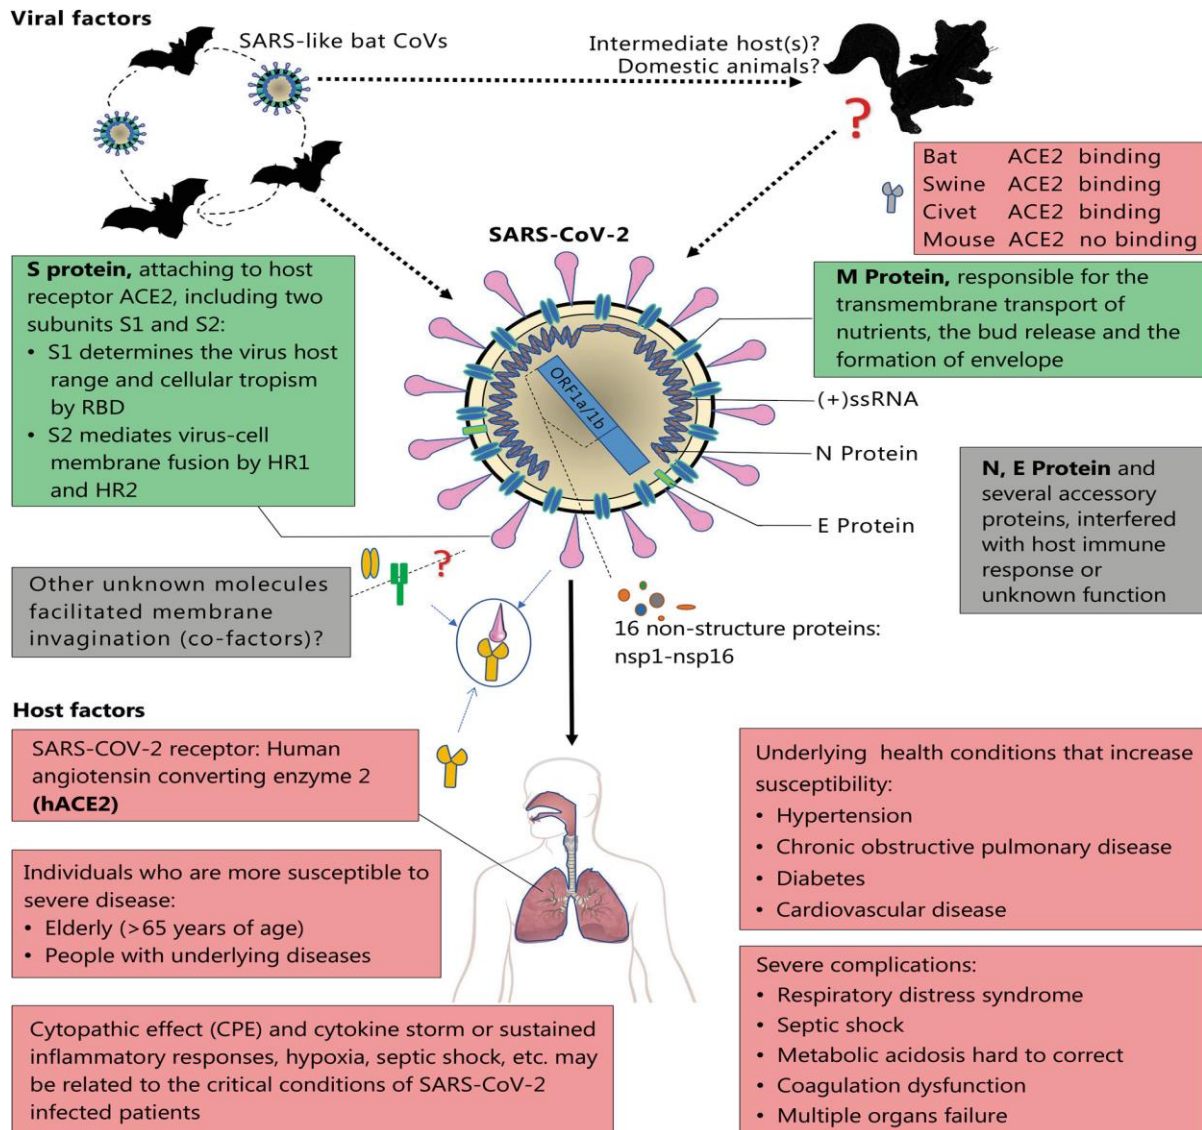 Viral factors
SARS-like bat CoVs
Intermediate host(s)?
Domestic animals?
?
Bat ACE2 binding
Swine ACE2 binding
Civet ACE2 binding
Mouse ACE2 no binding
SARS-CoV-2
S protein, attaching to host
receptor ACE2, including two
subunits S1 and S2:
• S1 determines the virus host
range and cellular tropism
by RBD
• S2 mediates virus-cell
membrane fusion by HR1
and HR2
ORF1a/1b
M Protein, responsible for the
transmembrane transport of
nutrients, the bud release and the
formation of envelope
(+)ssRNA
N Protein
E Protein
N, E Protein and
several accessory
proteins, interfered
with host immune
response or
unknown function
Other unknown molecules
facilitated membrane
invagination (co-factors)?
?
16 non-structure proteins:
nsp1-nsp16
Host factors
SARS-COV-2 receptor: Human
angiotensin converting enzyme 2
(hACE2)
Individuals who are more susceptible to
severe disease:
• Elderly (>65 years of age)
• People with underlying diseases
Cytopathic effect (CPE) and cytokine storm or sustained
inflammatory responses, hypoxia, septic shock, etc. may
be related to the critical conditions of SARS-CoV-2
infected patients
Underlying health conditions that increase
susceptibility:
• Hypertension
• Chronic obstructive pulmonary disease
• Diabetes
• Cardiovascular disease
Severe complications:
• Respiratory distress syndrome
• Septic shock
• Metabolic acidosis hard to correct
• Coagulation dysfunction
• Multiple organs failure